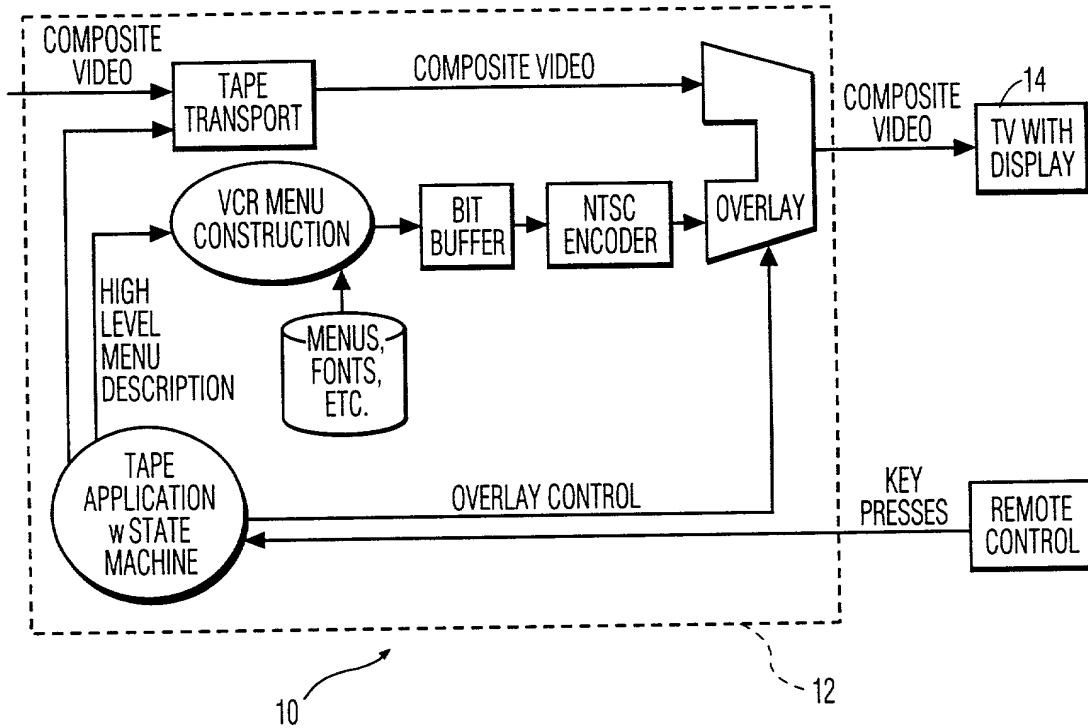 COMPOSITE
VIDEO
TAPE
TRANSPORT
COMPOSITE VIDEO
COMPOSITE
VIDEO
14
TV WITH
DISPLAY
VCR MENU
CONSTRUCTION
BIT
BUFFER
NTSC
ENCODER
OVERLAY
HIGH
LEVEL
MENU
DESCRIPTION
MENUS,
FONTS,
ETC.
TAPE
APPLICATION
w STATE
MACHINE
OVERLAY CONTROL
KEY
PRESSES
REMOTE
CONTROL
10
12